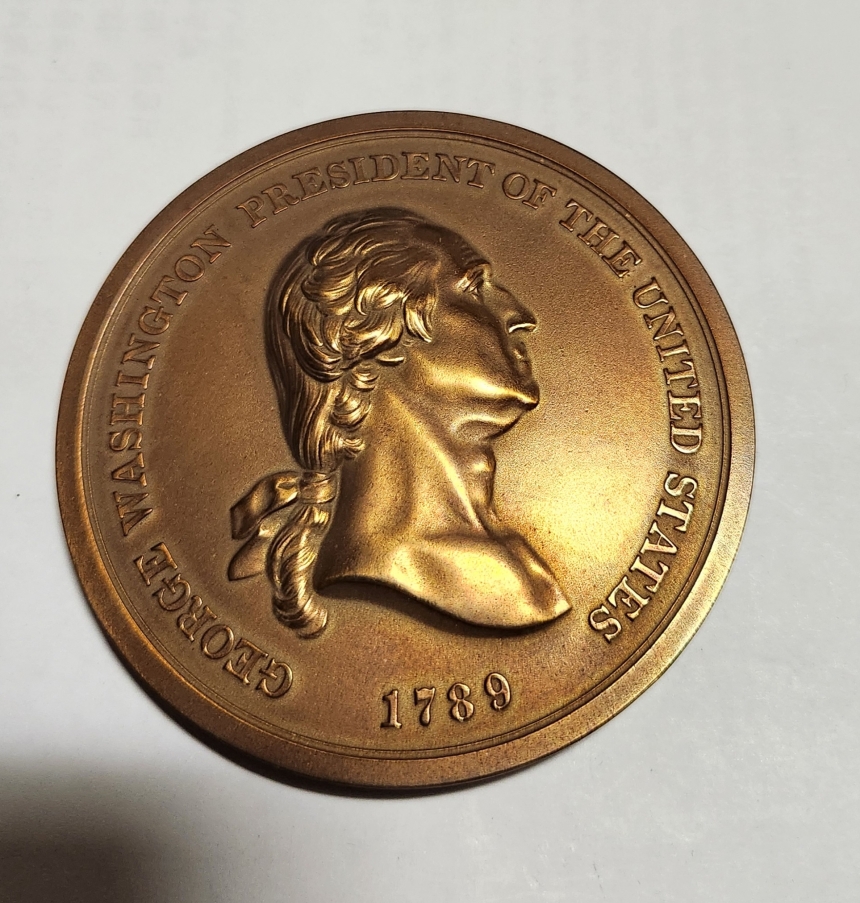 GEORGE WASHINGTON PRESIDENT OF THE UNITED STATES
1789